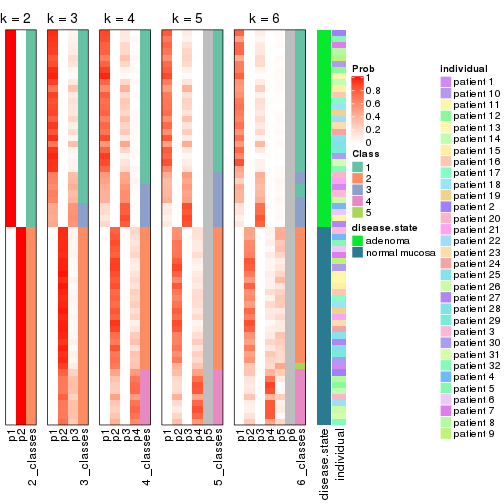 k = 2
k = 3
k = 4
k = 5
k = 6
p1
p2
2_classes
p1
p2
p3
3_classes
p1
p2
p3
p4
4_classes
p1
p2
p3
p4
p5
5_classes
p1
p2
p3
p4
p5
p6
6_classes
disease.state
individual
Prob
1
0.8
0.6
0.4
0.2
0
Class
1
2
3
4
5
disease.state
adenoma
normal mucosa
individual
patient 1
patient 10
patient 11
patient 12
patient 13
patient 14
patient 15
patient 16
patient 17
patient 18
patient 19
patient 2
patient 20
patient 21
patient 22
patient 23
patient 24
patient 25
patient 26
patient 27
patient 28
patient 29
patient 3
patient 30
patient 31
patient 32
patient 4
patient 5
patient 6
patient 7
patient 8
patient 9